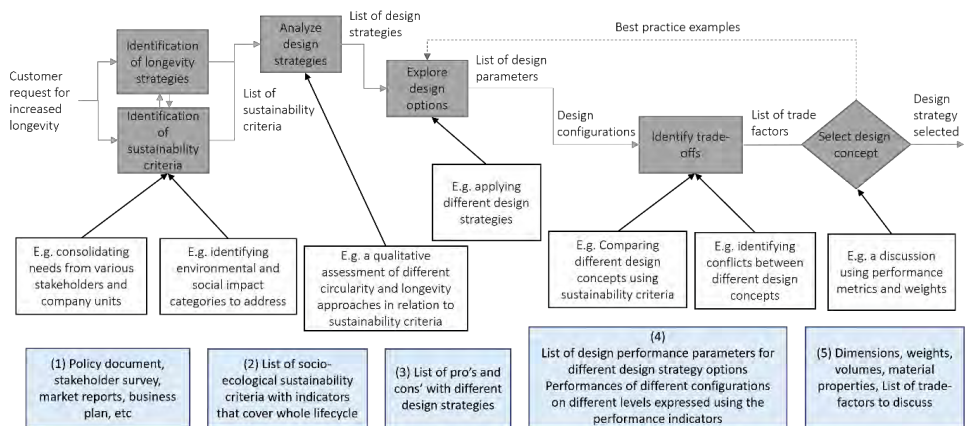 Customer
request for
increased
longevity
Identification
of longevity
strategies
Identification
of
sustainability
criteria
List of
sustainability
criteria
Analyze
design
strategies
List of design
strategies
Explore
design
options
List of design
parameters
Design
configurations
Identify trade-
offs
List of trade
factors
Best practice examples
Select design
concept
Design
strategy
selected
E.g. consolidating
needs from various
stakeholders and
company units
E.g. identifying
environmental and
social impact
categories to address
E.g. a qualitative
assessment of different
circularity and longevity
approaches in relation to
sustainability criteria
E.g. applying
different design
strategies
E.g. Comparing
different design
concepts using
sustainability criteria
E.g. identifying
conflicts between
different design
concepts
E.g. a discussion
using performance
metrics and weights
(1) Policy document,
stakeholder survey,
market reports, business
plan, etc
(2) List of socio-
ecological sustainability
criteria with indicators
that cover whole lifecycle
(3) List of pro's and
cons' with different
design strategies
(4)
List of design performance parameters for
different design strategy options
Performances of different configurations
on different levels expressed using the
performance indicators
(5) Dimensions, weights,
volumes, material
properties, List of trade-
factors to discuss